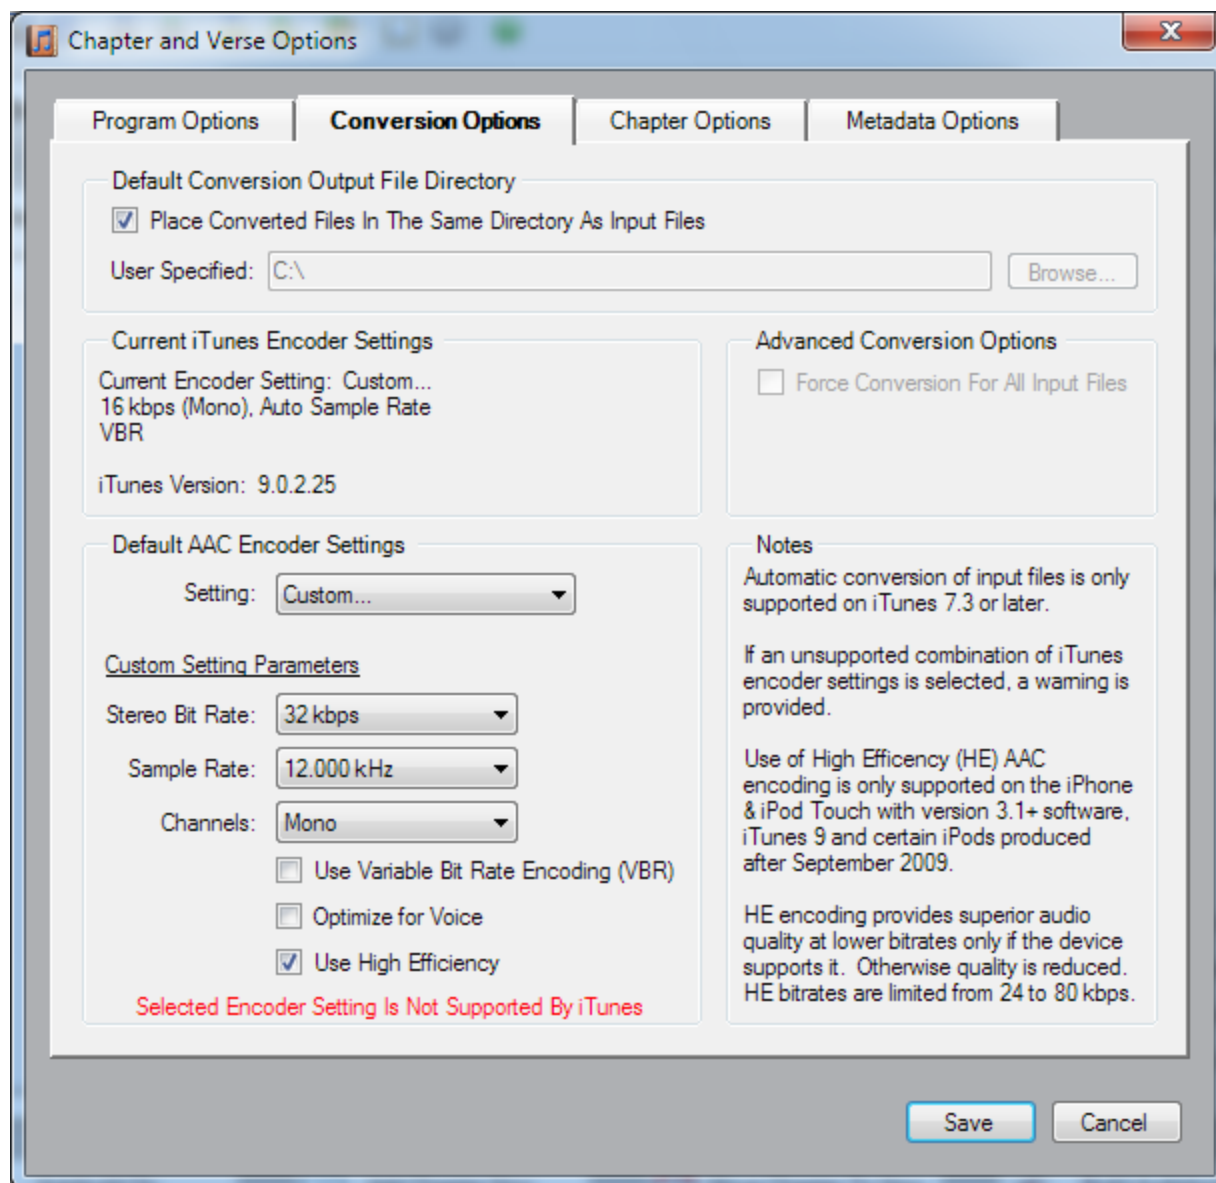 Chapter and Verse Options
X
Program Options
Conversion Options
Chapter Options
Metadata Options
Default Conversion Output File Directory
Place Converted Files In The Same Directory As Input Files
User Specified: C:\ Browse...
Current iTunes Encoder Settings
Current Encoder Setting: Custom...
16 kbps (Mono), Auto Sample Rate
VBR
iTunes Version: 9.0.2.25
Advanced Conversion Options
Force Conversion For All Input Files
Default AAC Encoder Settings
Setting: Custom...
Custom Setting Parameters
Stereo Bit Rate: 32 kbps
Sample Rate: 12.000 kHz
Channels: Mono
Use Variable Bit Rate Encoding (VBR)
Optimize for Voice
Use High Efficiency
Selected Encoder Setting Is Not Supported By iTunes
Notes
Automatic conversion of input files is only
supported on iTunes 7.3 or later.
If an unsupported combination of iTunes
encoder settings is selected, a warning is
provided.
Use of High Efficency (HE) AAC
encoding is only supported on the iPhone
& iPod Touch with version 3.1+ software,
iTunes 9 and certain iPods produced
after September 2009.
HE encoding provides superior audio
quality at lower bitrates only if the device
supports it. Otherwise quality is reduced.
HE bitrates are limited from 24 to 80 kbps.
Save
Cancel